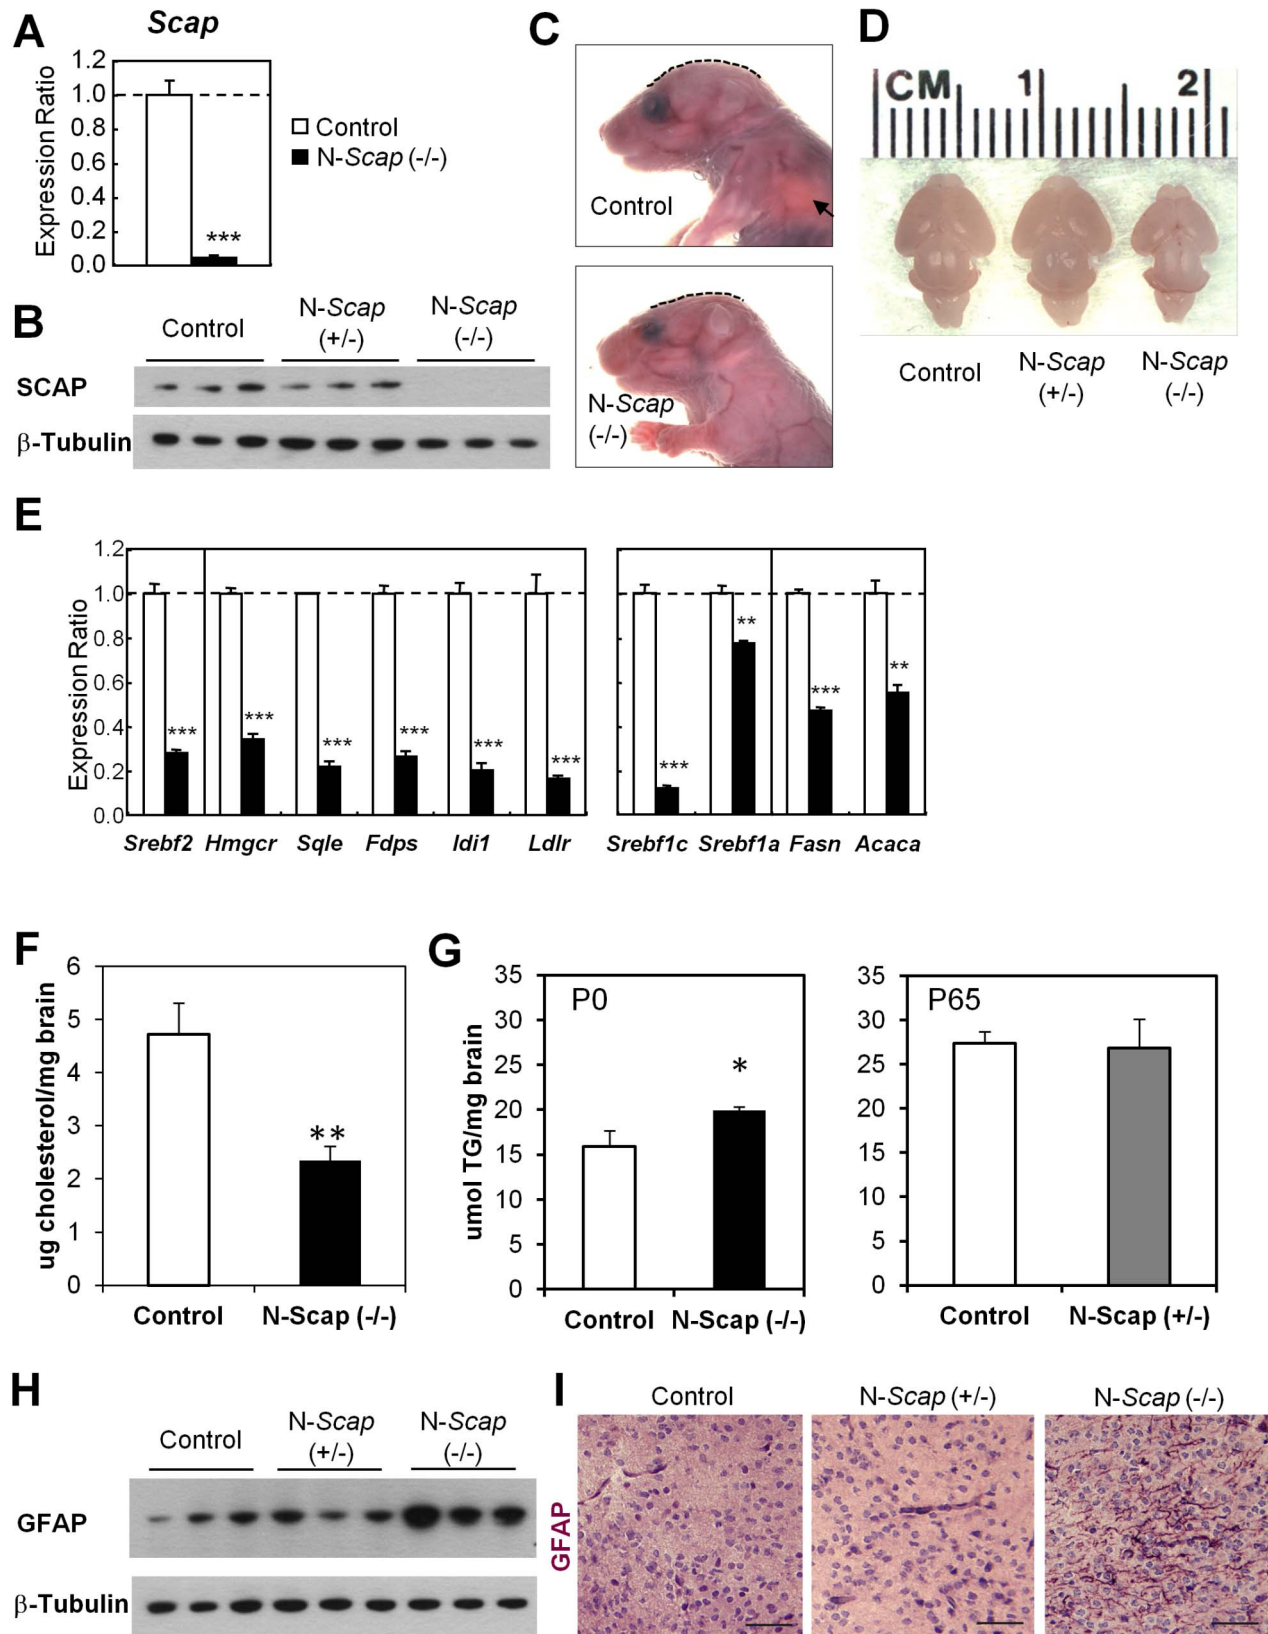 A
Scap
Expression Ratio
1.2
1.0
0.8
0.6
0.4
0.2
0.0
***
Control
N-Scap (-/-)
B
Control
N-Scap
(+/-)
N-Scap
(-/-)
SCAP
β-Tubulin
C
Control
N-Scap
(-/-)
D
CM 1 2
Control
N-Scap
(+/-)
N-Scap
(-/-)
E
Expression Ratio
1.2
1.0
0.8
0.6
0.4
0.2
0.0
*** *** *** *** *** ***
*** ** *** **
Srebf2 Hmgcr Sqle Fdps Idi1 Ldlr
Srebf1c Srebf1a Fasn Acaca
F
ug cholesterol/mg brain
6
5
4
3
2
1
0
**
Control N-Scap (-/-)
G
umol TG/mg brain
35
30
25
20
15
10
5
0
P0
*
Control N-Scap (-/-)
35
30
25
20
15
10
5
0
P65
Control N-Scap (+/-)
H
Control
N-Scap
(+/-)
N-Scap
(-/-)
GFAP
β-Tubulin
I
Control
N-Scap (+/-)
N-Scap (-/-)
GFAP